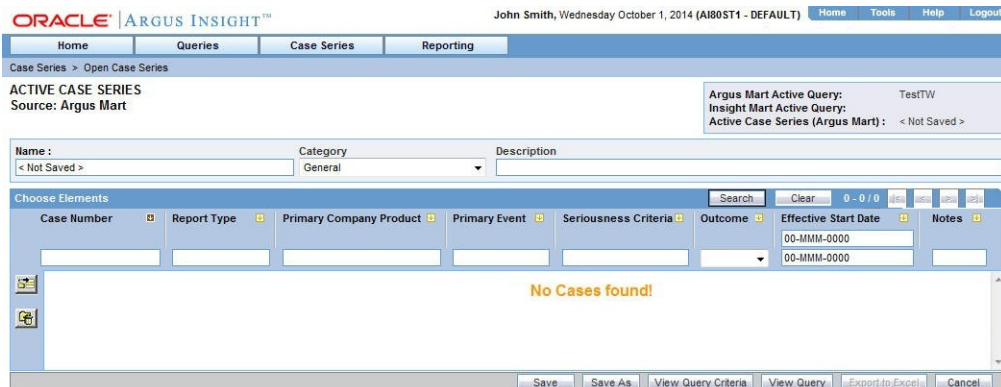 ORACLE® ARGUS INSIGHT™
John Smith, Wednesday October 1, 2014 (AI80ST1 - DEFAULT) Home Tools Help Logout
Home Queries Case Series Reporting
Case Series > Open Case Series
ACTIVE CASE SERIES
Source: Argus Mart
Argus Mart Active Query: TestTW
Insight Mart Active Query:
Active Case Series (Argus Mart) : < Not Saved >
Name : Category Description
< Not Saved > General
Choose Elements Search Clear 0 - 0 / 0
Case Number Report Type Primary Company Product Primary Event Seriousness Criteria Outcome Effective Start Date Notes
00-MMM-0000
00-MMM-0000
No Cases found!
Save Save As View Query Criteria View Query Export to Excel Cancel